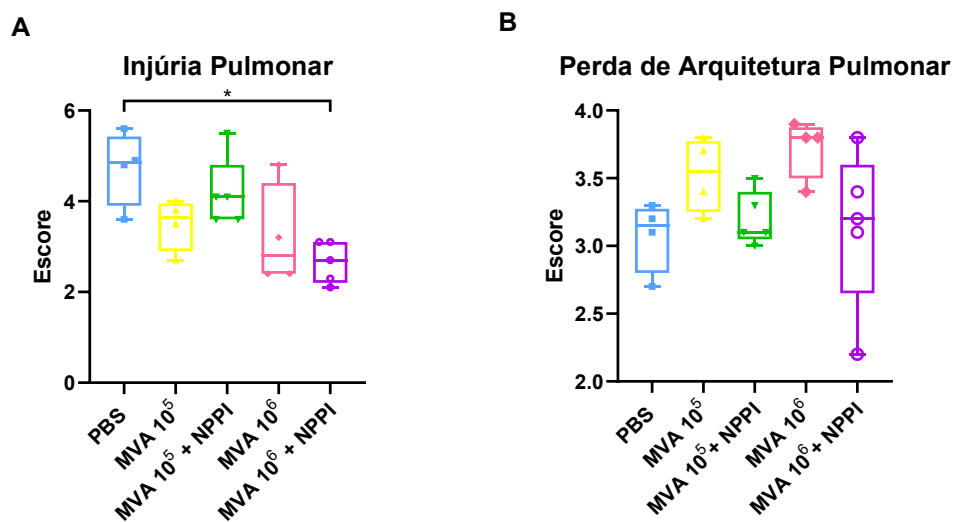 A
Injúria Pulmonar
*
6
4
2
0
Escore
PBS
MVA 10⁵
MVA 10⁵ + NPPI
MVA 10⁶
MVA 10⁶ + NPPI
B
Perda de Arquitetura Pulmonar
4.0
3.5
3.0
2.5
2.0
Escore
PBS
MVA 10⁵
MVA 10⁵ + NPPI
MVA 10⁶
MVA 10⁶ + NPPI